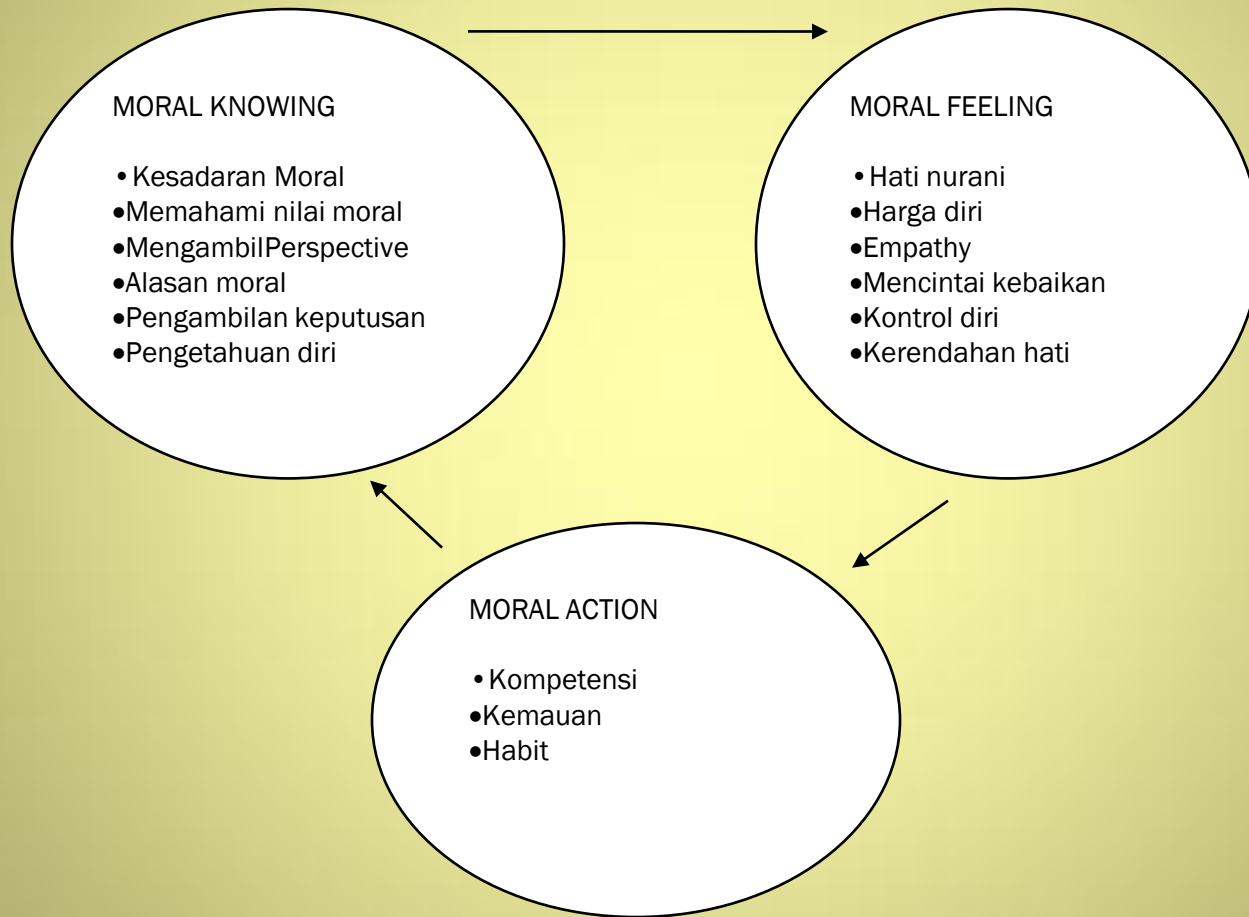 MORAL KNOWING
•Kesadaran Moral
•Memahami nilai moral
•MengambilPerspective
•Alasan moral
•Pengambilan keputusan
•Pengetahuan diri
MORAL FEELING
•Hati nurani
•Harga diri
•Empathy
•Mencintai kebaikan
•Kontrol diri
•Kerendahan hati
MORAL ACTION
•Kompetensi
•Kemauan
•Habit